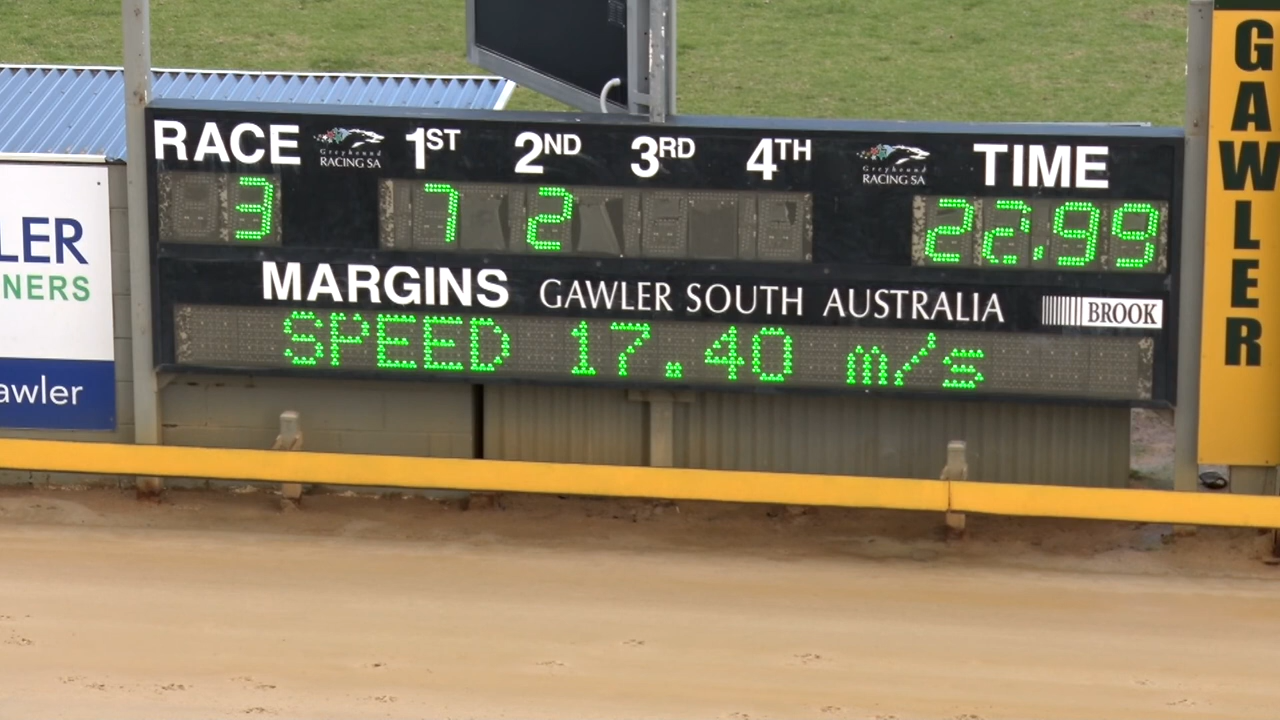 RACE 1ST 2ND 3RD 4TH TIME
Greyhound
RACING SA
Greyhound
RACING SA
3 7 2 22.99
MARGINS GAWLER SOUTH AUSTRALIA BROOK
SPEED 17.40 m/s
GAWLER
LER
NERS
awler